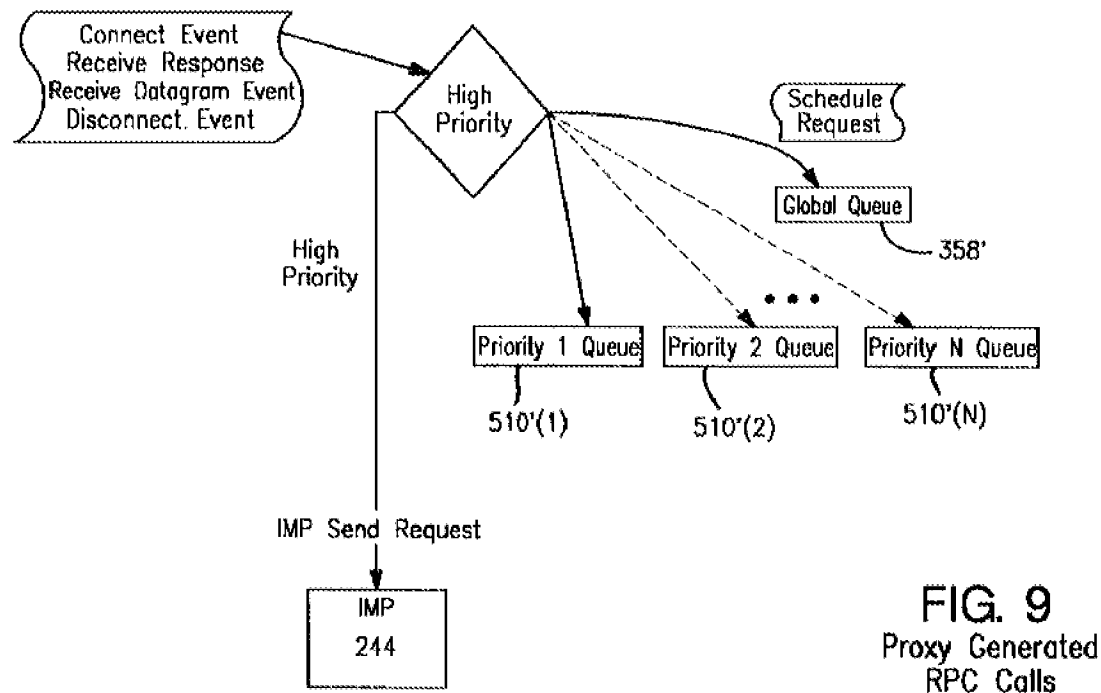 Connect Event
Receive Response
Receive Datagram Event
Disconnect. Event
High
Priority
Schedule
Request
Global Queue
358'
High
Priority
• • •
Priority 1 Queue
Priority 2 Queue
Priority N Queue
510'(1)
510'(2)
510'(N)
IMP Send Request
IMP
244
FIG. 9
Proxy Generated
RPC Calls